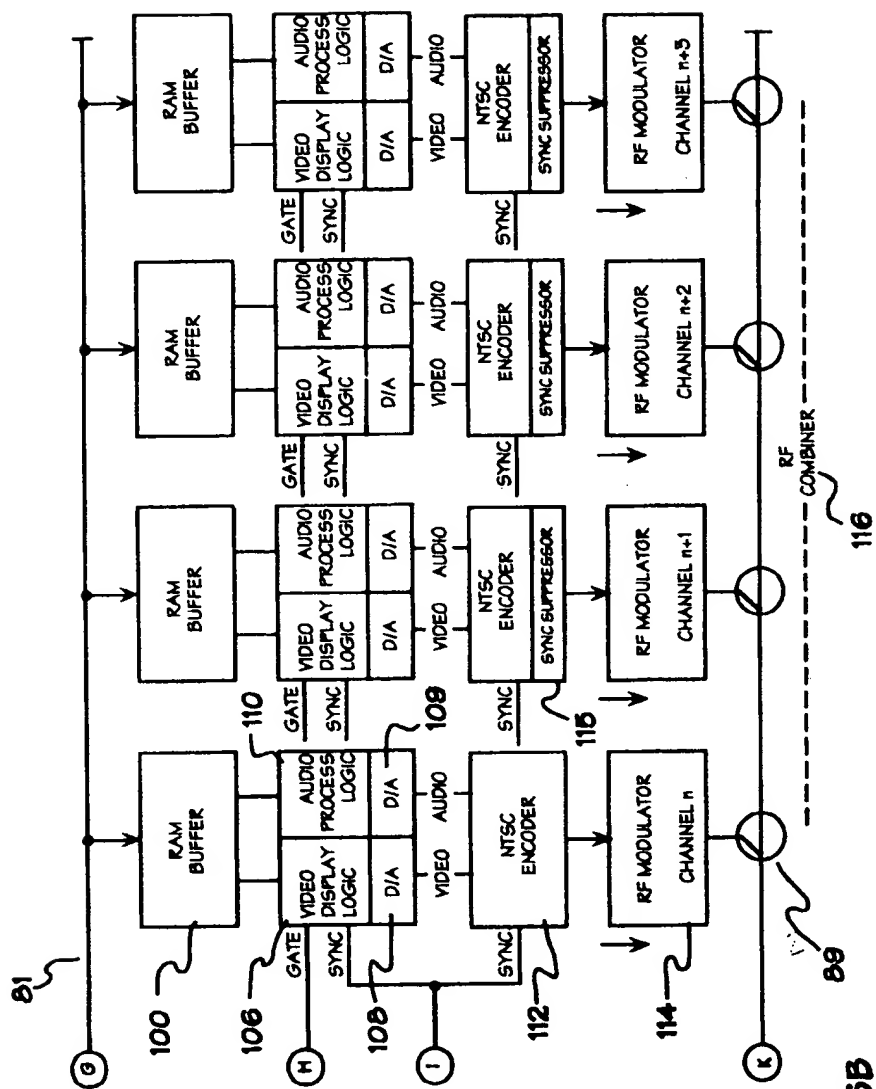 81
G
RAM
BUFFER
RAM
BUFFER
RAM
BUFFER
RAM
BUFFER
100
110
106
H
GATE
SYNC
VIDEO
DISPLAY
LOGIC
AUDIO
PROCESS
LOGIC
D/A
D/A
GATE
SYNC
VIDEO
DISPLAY
LOGIC
AUDIO
PROCESS
LOGIC
D/A
D/A
GATE
SYNC
VIDEO
DISPLAY
LOGIC
AUDIO
PROCESS
LOGIC
D/A
D/A
GATE
SYNC
VIDEO
DISPLAY
LOGIC
AUDIO
PROCESS
LOGIC
D/A
D/A
108
109
VIDEO AUDIO
VIDEO AUDIO
VIDEO AUDIO
VIDEO AUDIO
I
SYNC
NTSC
ENCODER
SYNC
NTSC
ENCODER
SYNC SUPPRESSOR
SYNC
NTSC
ENCODER
SYNC SUPPRESSOR
SYNC
NTSC
ENCODER
SYNC SUPPRESSOR
112
115
RF MODULATOR
CHANNEL n
RF MODULATOR
CHANNEL n+1
RF MODULATOR
CHANNEL n+2
RF MODULATOR
CHANNEL n+3
114
K
89
RF
COMBINER
116